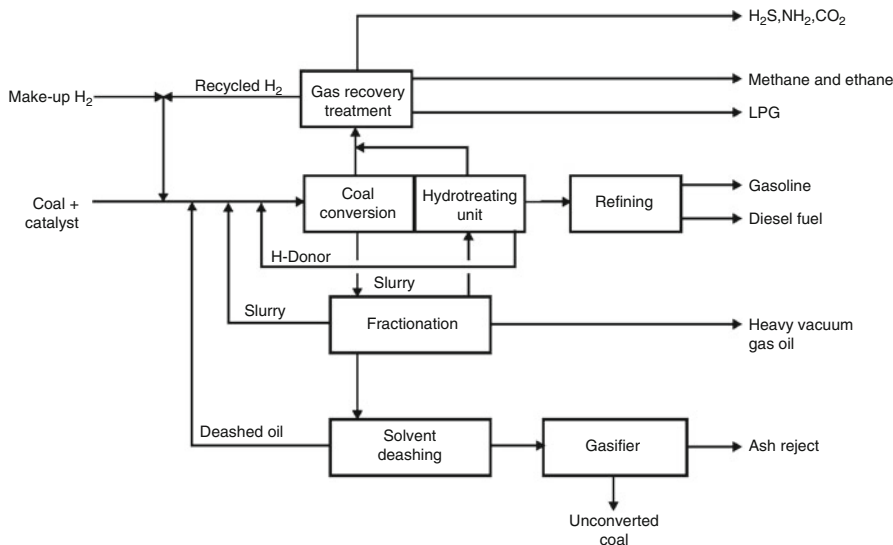 H₂S,NH₂,CO₂
Recycled H₂
Gas recovery
treatment
Methane and ethane
Make-up H₂
LPG
Coal +
catalyst
Coal
conversion
Hydrotreating
unit
Refining
Gasoline
Diesel fuel
H-Donor
Slurry
Slurry
Fractionation
Heavy vacuum
gas oil
Deashed oil
Solvent
deashing
Gasifier
Ash reject
Unconverted
coal